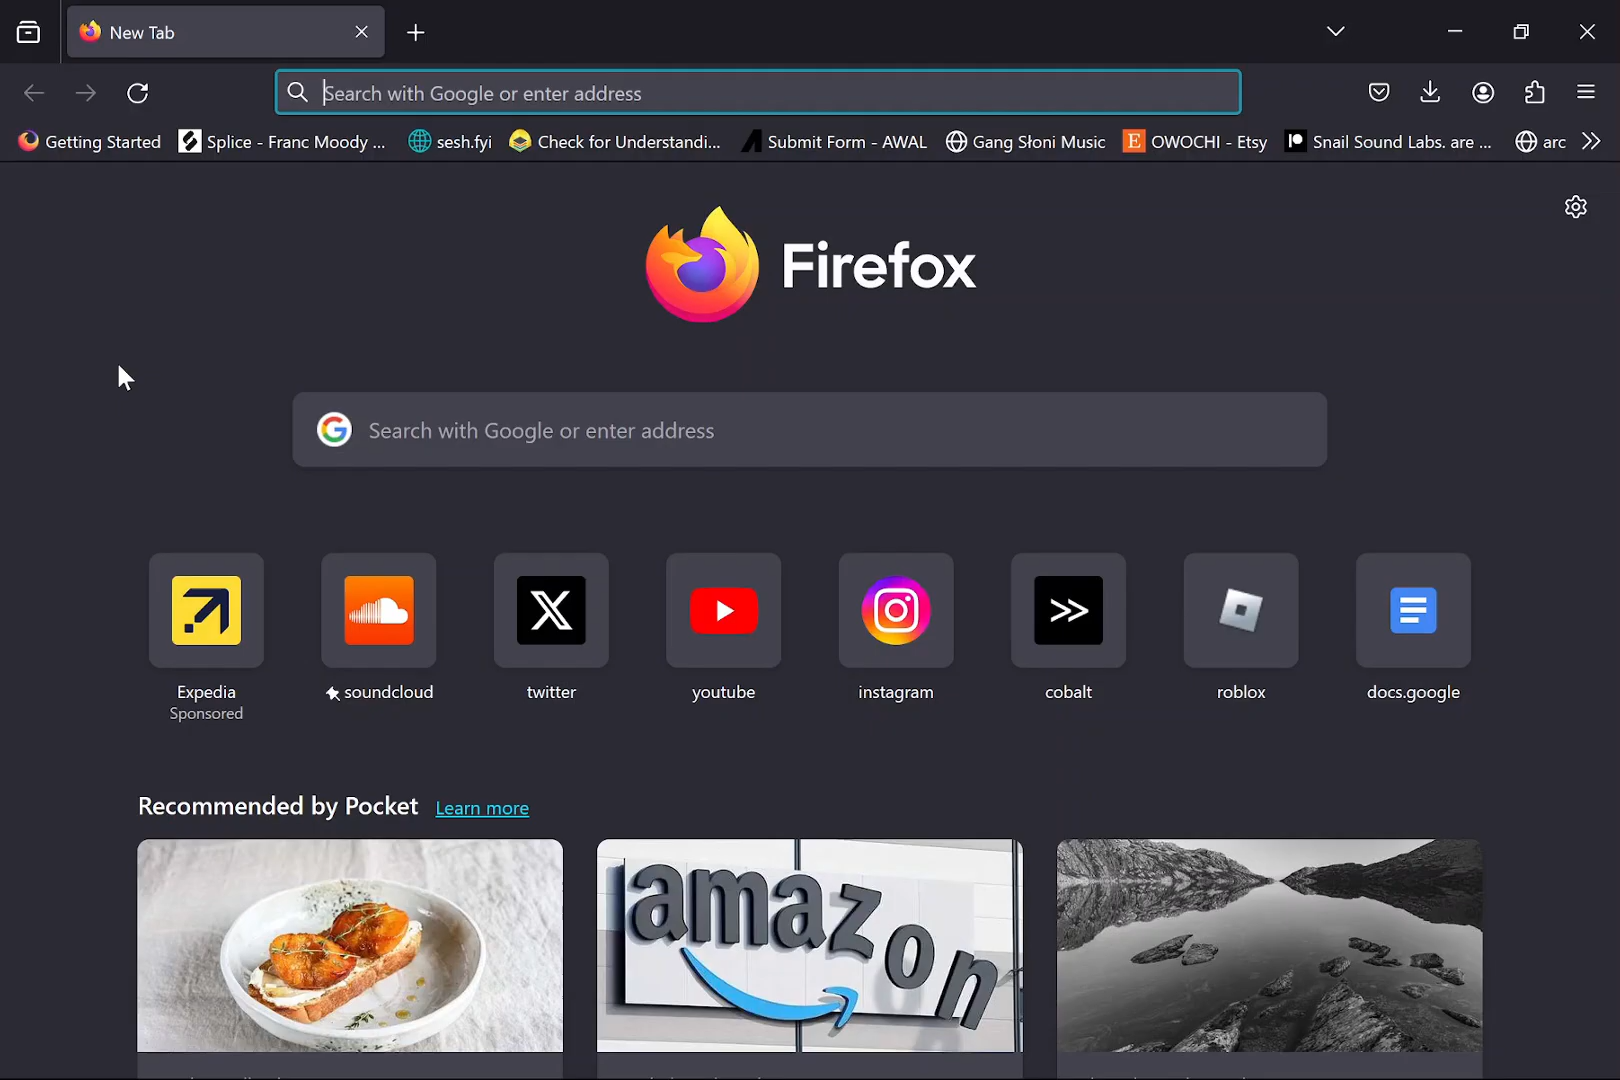 New Tab
Search with Google or enter address
Getting Started
Splice - Franc Moody ...
sesh.fyi
Check for Understandi...
Submit Form - AWAL
Gang Słoni Music
OWOCHI - Etsy
Snail Sound Labs. are ...
arc
Firefox
Search with Google or enter address
Expedia
Sponsored
soundcloud
twitter
youtube
instagram
cobalt
roblox
docs.google
Recommended by Pocket Learn more
amazon